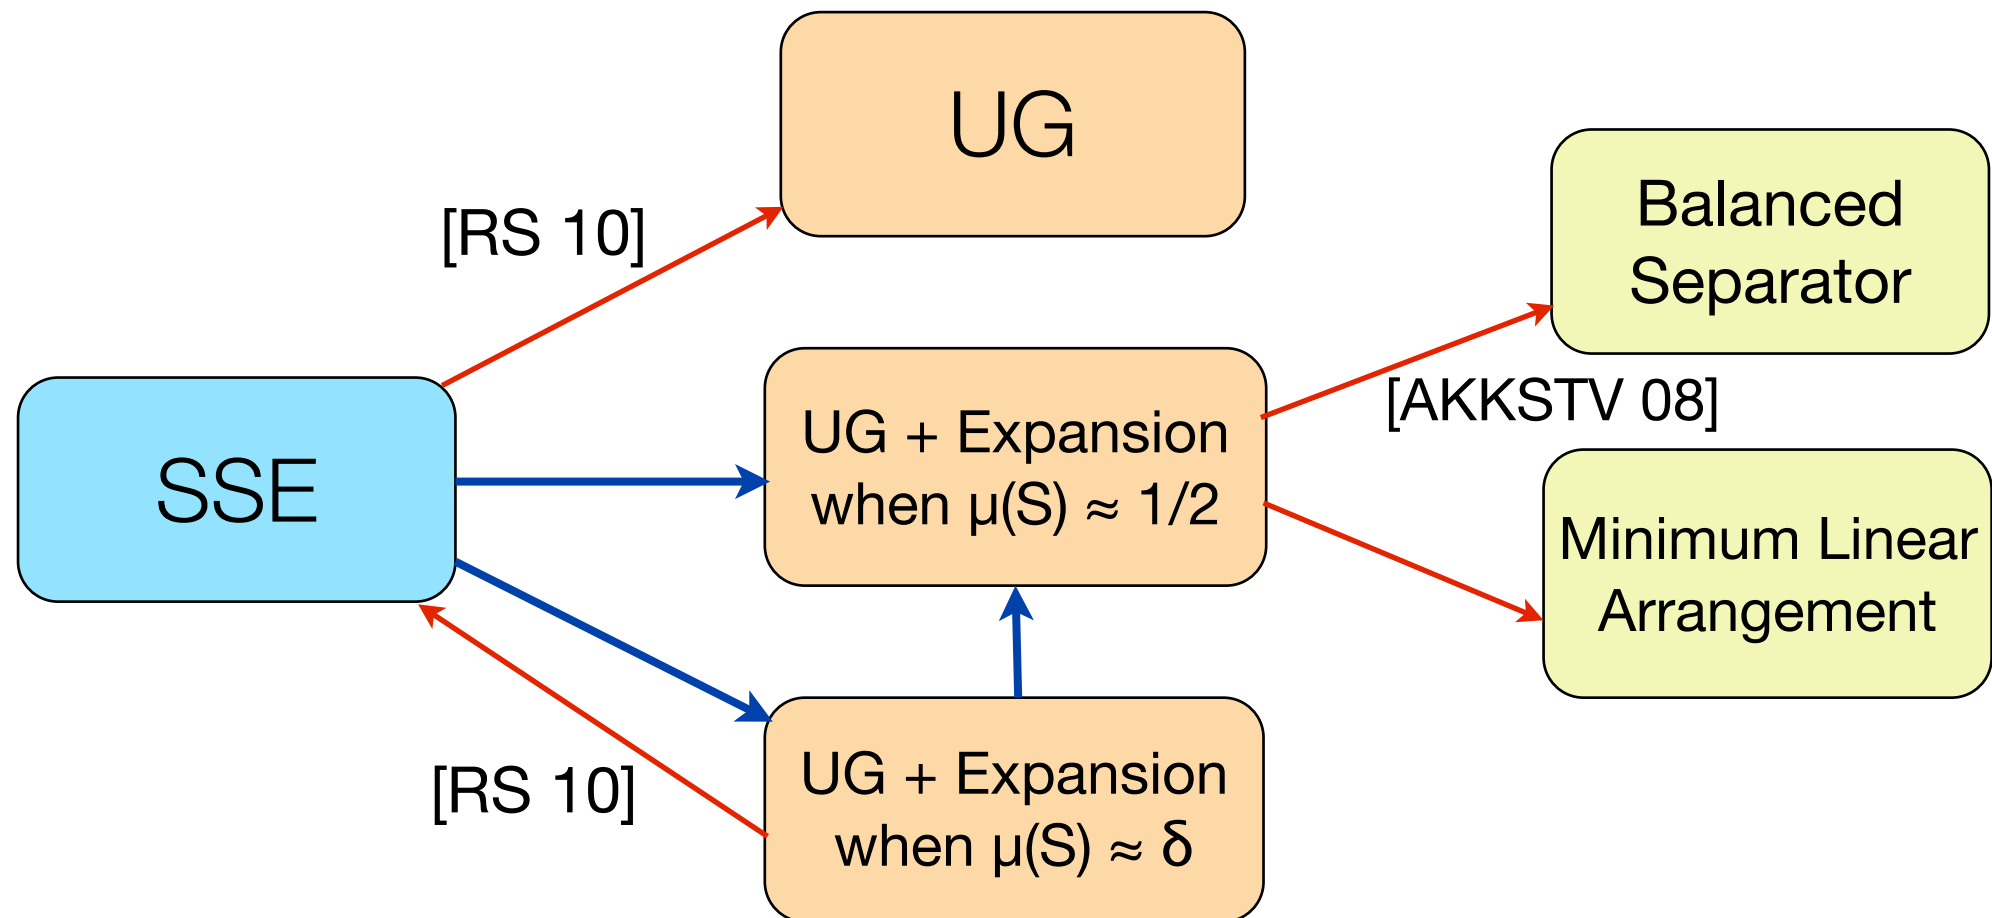 UG
[RS 10]
Balanced
Separator
SSE
UG + Expansion
when µ(S) ≈ 1/2
[AKKSTV 08]
Minimum Linear
Arrangement
[RS 10]
UG + Expansion
when µ(S) ≈ δ